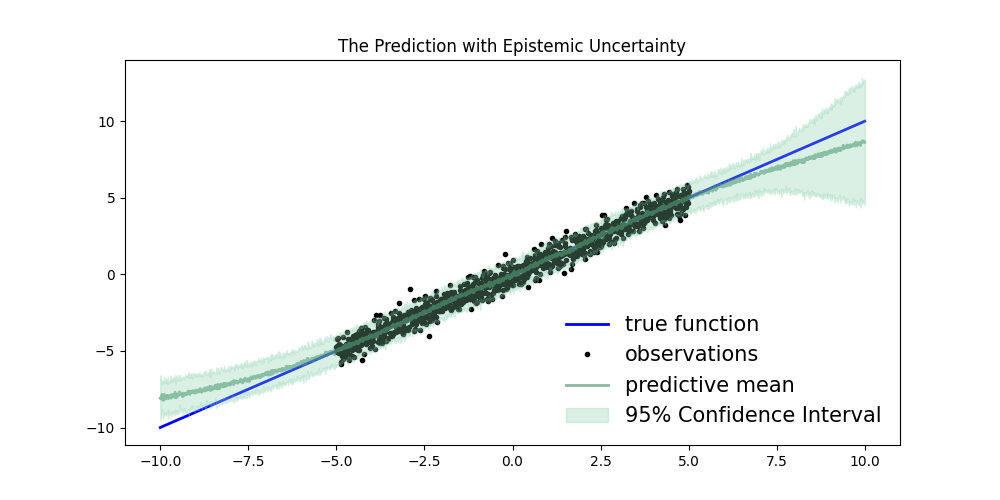 The Prediction with Epistemic Uncertainty
10
5
0
−5
−10
true function
observations
predictive mean
95% Confidence Interval
−10.0 −7.5 −5.0 −2.5 0.0 2.5 5.0 7.5 10.0